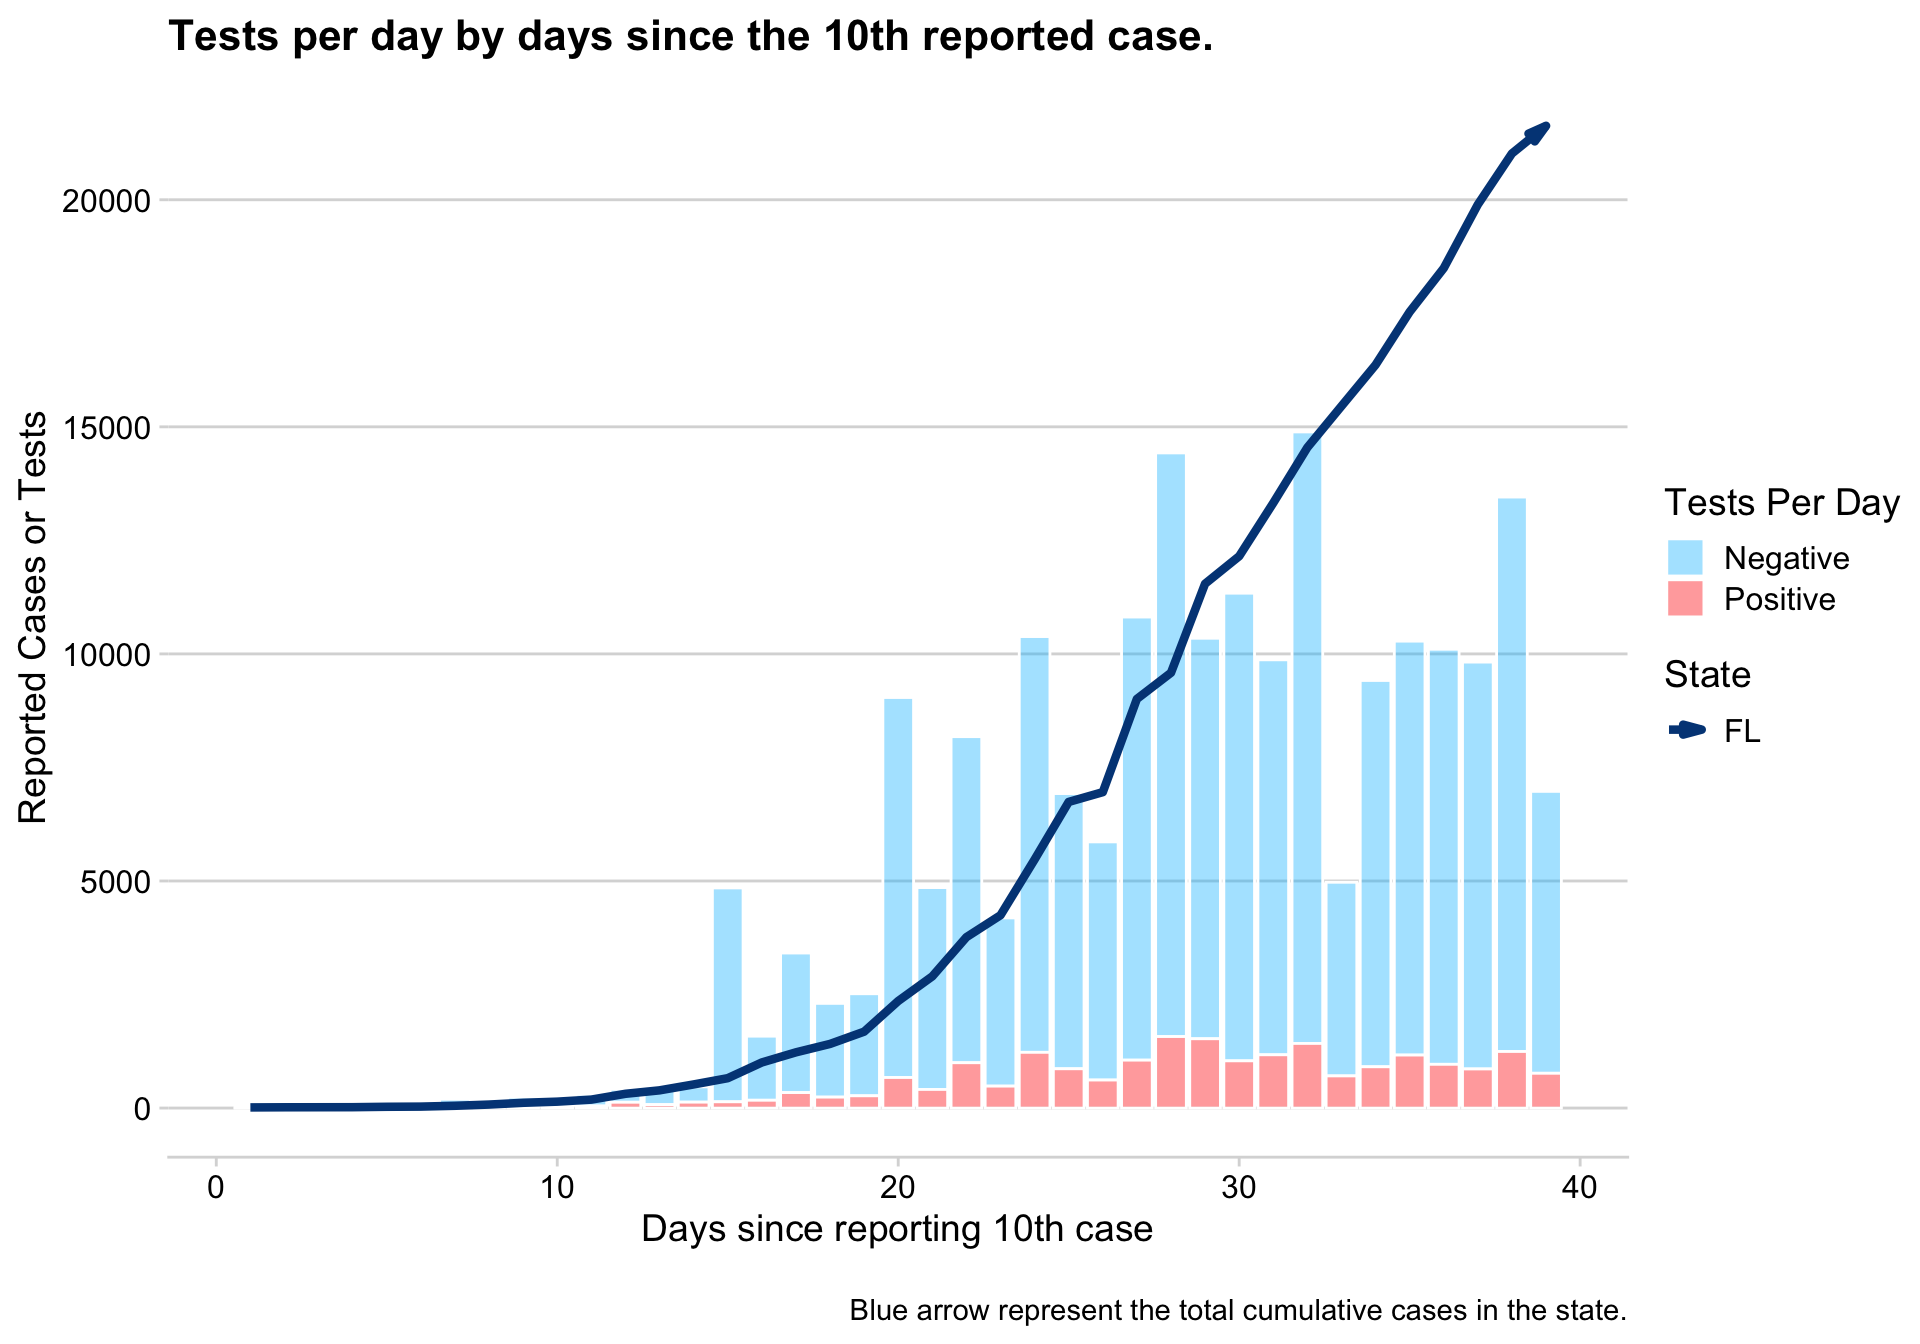 Tests per day by days since the 10th reported case.
20000
15000
10000
5000
0
Reported Cases or Tests
0 10 20 30 40
Days since reporting 10th case
Tests Per Day
Negative
Positive
State
FL
Blue arrow represent the total cumulative cases in the state.